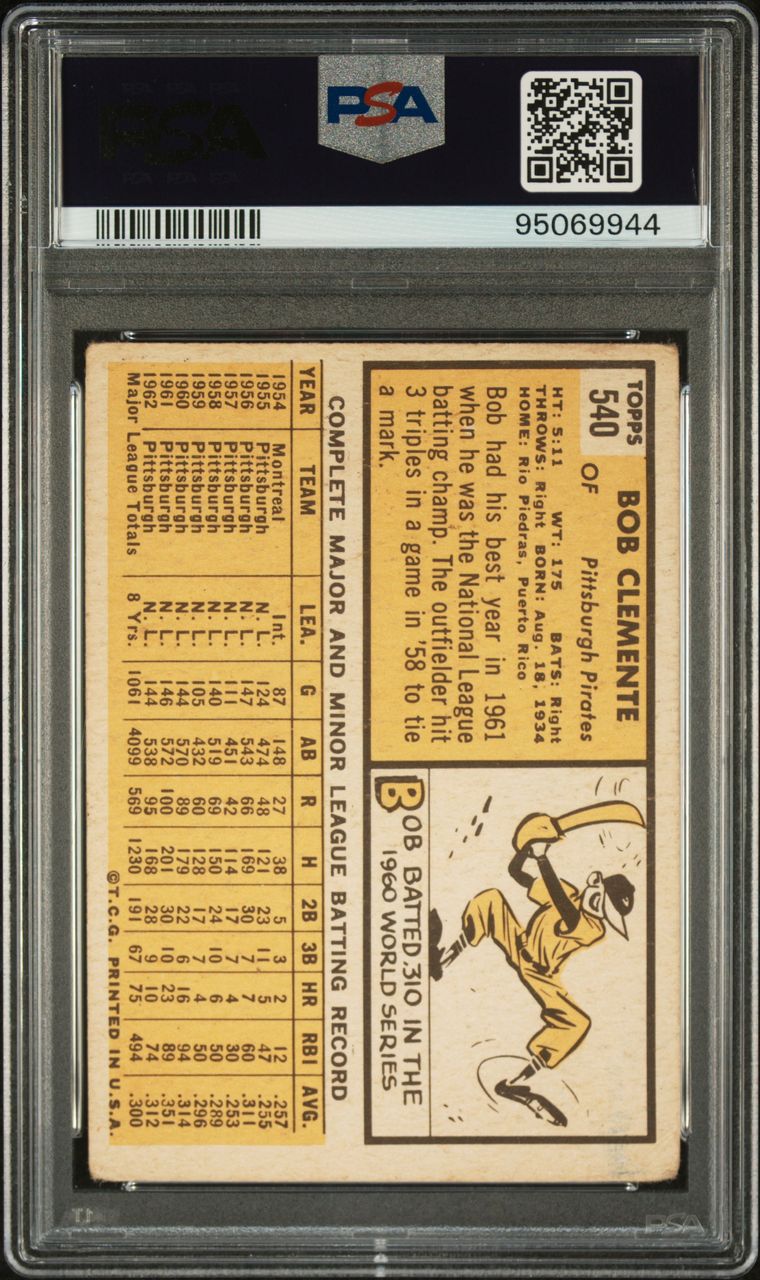 PSA
95069944
TOPPS
540
BOB CLEMENTE
OF Pittsburgh Pirates
HT: 5:11 WT: 175 BATS: Right
THROWS: Right BORN: Aug. 18, 1934
HOME: Rio Piedras, Puerto Rico
Bob had his best year in 1961
when he was the National League
batting champ. The outfielder hit
3 triples in a game in '58 to tie
a mark.
BOB BATTED .310 IN THE
1960 WORLD SERIES
COMPLETE MAJOR AND MINOR LEAGUE BATTING RECORD
YEAR TEAM LEA. G AB R H 2B 3B HR RBI AVG.
1954 Montreal Int. 87 148 27 38 5 3 2 12 .257
1955 Pittsburgh N. L. 124 474 48 121 23 11 5 47 .255
1956 Pittsburgh N. L. 147 543 66 169 30 7 7 60 .311
1957 Pittsburgh N. L. 111 451 42 114 17 7 4 30 .253
1958 Pittsburgh N. L. 140 519 69 150 24 10 6 50 .289
1959 Pittsburgh N. L. 105 432 60 128 17 7 4 50 .296
1960 Pittsburgh N. L. 144 570 89 179 22 6 16 94 .314
1961 Pittsburgh N. L. 146 572 100 201 30 10 23 89 .351
1962 Pittsburgh N. L. 144 538 95 168 28 9 10 74 .312
Major League Totals 8 Yrs. 1061 4099 569 1230 191 67 75 494 .300
©T.C.G. PRINTED IN U.S.A.
PSA